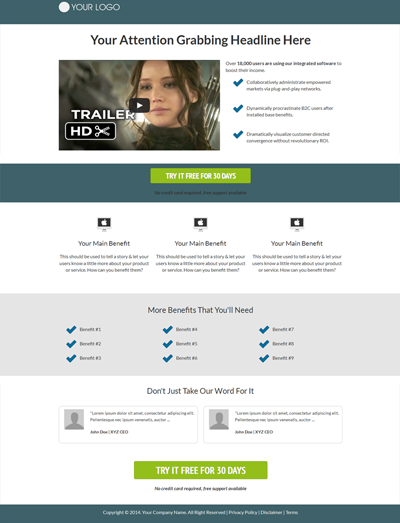 YOUR LOGO
Your Attention Grabbing Headline Here
TRAILER
HD
Over 18,000 users are using our integrated software to
boost their income.
Collaboratively administrate empowered
markets via plug-and-play networks.
Dynamically procrastinate B2C users after
installed base benefits.
Dramatically visualize customer directed
convergence without revolutionary ROI.
TRY IT FREE FOR 30 DAYS
No credit card required, free support available
Your Main Benefit
This should be used to tell a story & let your
users know a little more about your product
or service. How can you benefit them?
Your Main Benefit
This should be used to tell a story & let your
users know a little more about your product
or service. How can you benefit them?
Your Main Benefit
This should be used to tell a story & let your
users know a little more about your product
or service. How can you benefit them?
More Benefits That You'll Need
Benefit #1
Benefit #2
Benefit #3
Benefit #4
Benefit #5
Benefit #6
Benefit #7
Benefit #8
Benefit #9
Don't Just Take Our Word For It
"Lorem ipsum dolor sit amet, consectetur adipiscing elit.
Pellentesque nec ipsum venenatis, auctor ...
John Doe | XYZ CEO
"Lorem ipsum dolor sit amet, consectetur adipiscing elit.
Pellentesque nec ipsum venenatis, auctor ...
John Doe | XYZ CEO
TRY IT FREE FOR 30 DAYS
No credit card required, free support available
Copyright © 2014. Your Company Name. All Right Reserved | Privacy Policy | Disclaimer | Terms